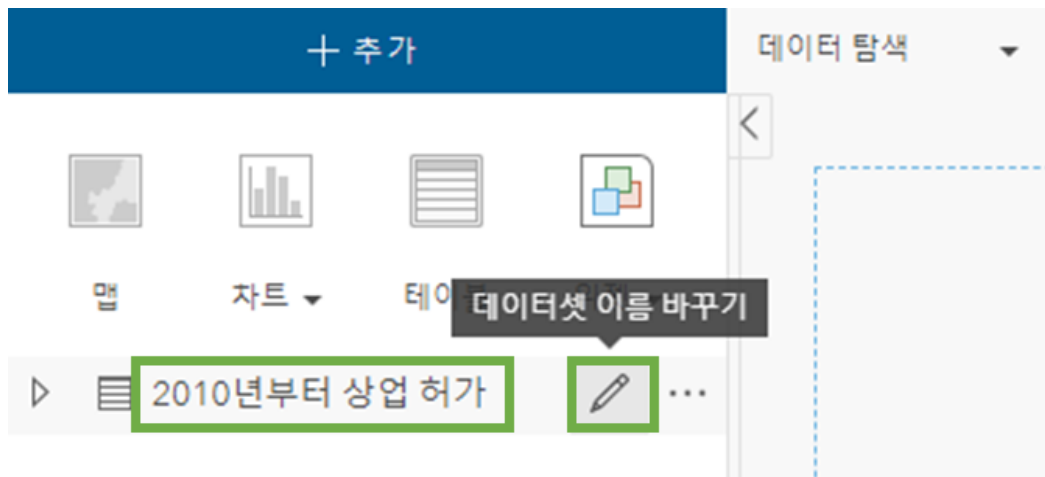 + 추가
데이터 탐색
맵
차트
데이터셋 이름 바꾸기
2010년부터 상업 허가